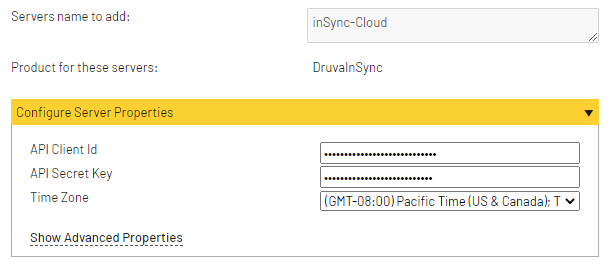 Servers name to add: inSync-Cloud
Product for these servers: DruvaInSync
Configure Server Properties
API Client Id
API Secret Key
Time Zone (GMT-08:00) Pacific Time (US & Canada); T
Show Advanced Properties